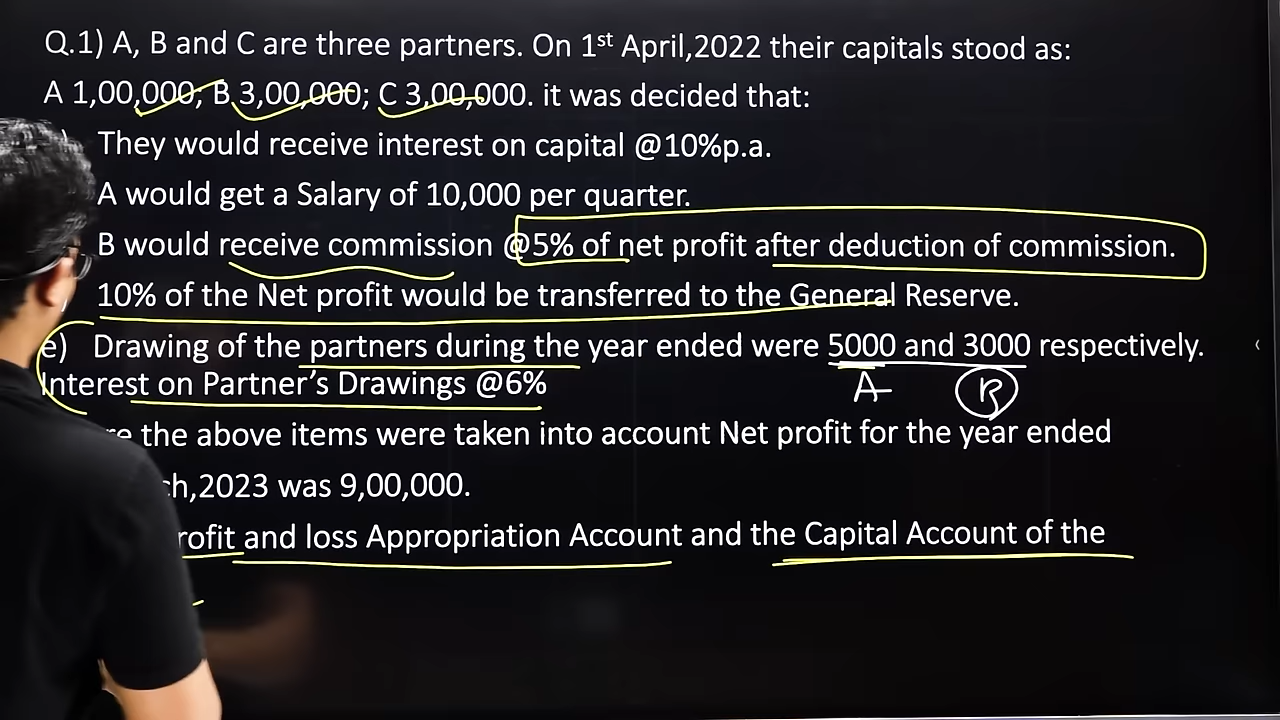 Q.1) A, B and C are three partners. On 1st April,2022 their capitals stood as:
A 1,00,000; B 3,00,000; C 3,00,000. it was decided that:
They would receive interest on capital @10%p.a.
A would get a Salary of 10,000 per quarter.
B would receive commission @5% of net profit after deduction of commission.
10% of the Net profit would be transferred to the General Reserve.
e) Drawing of the partners during the year ended were 5000 and 3000 respectively.
Interest on Partner's Drawings @6%
A B
the above items were taken into account Net profit for the year ended
2023 was 9,00,000.
and loss Appropriation Account and the Capital Account of the